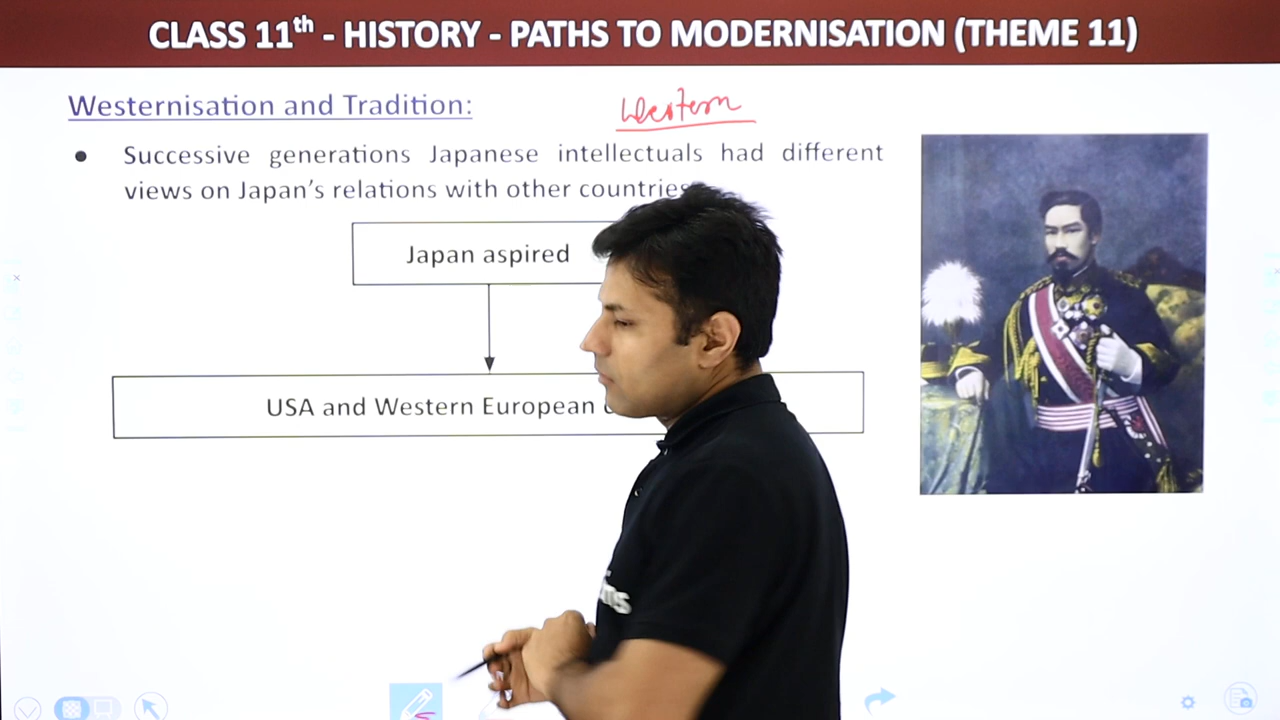 CLASS 11th - HISTORY - PATHS TO MODERNISATION (THEME 11)
Westernisation and Tradition:
Western
● Successive generations Japanese intellectuals had different
views on Japan's relations with other countries
Japan aspired
USA and Western European